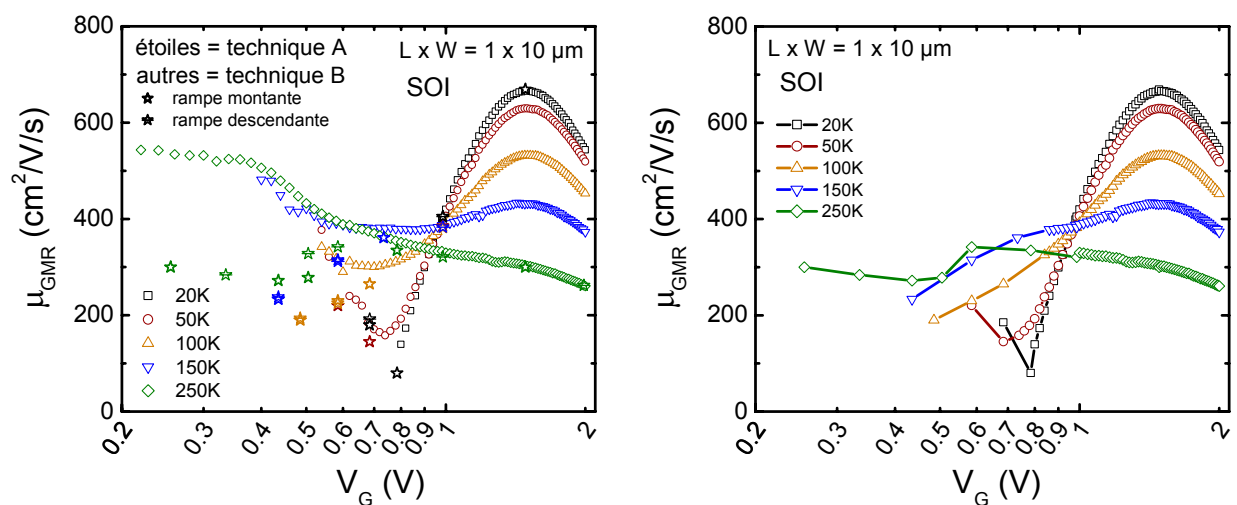 étoiles = technique A
autres = technique B
rampe montante
rampe descendante
L x W = 1 x 10 µm
SOI
20K
50K
100K
150K
250K
800
600
400
200
0
µGMR (cm²/V/s)
0.2
0.3
0.4
0.5
0.6
0.7
0.8
0.9
1
2
VG (V)
L x W = 1 x 10 µm
SOI
20K
50K
100K
150K
250K
800
600
400
200
0
µGMR (cm²/V/s)
0.2
0.3
0.4
0.5
0.6
0.7
0.8
0.9
1
2
VG (V)